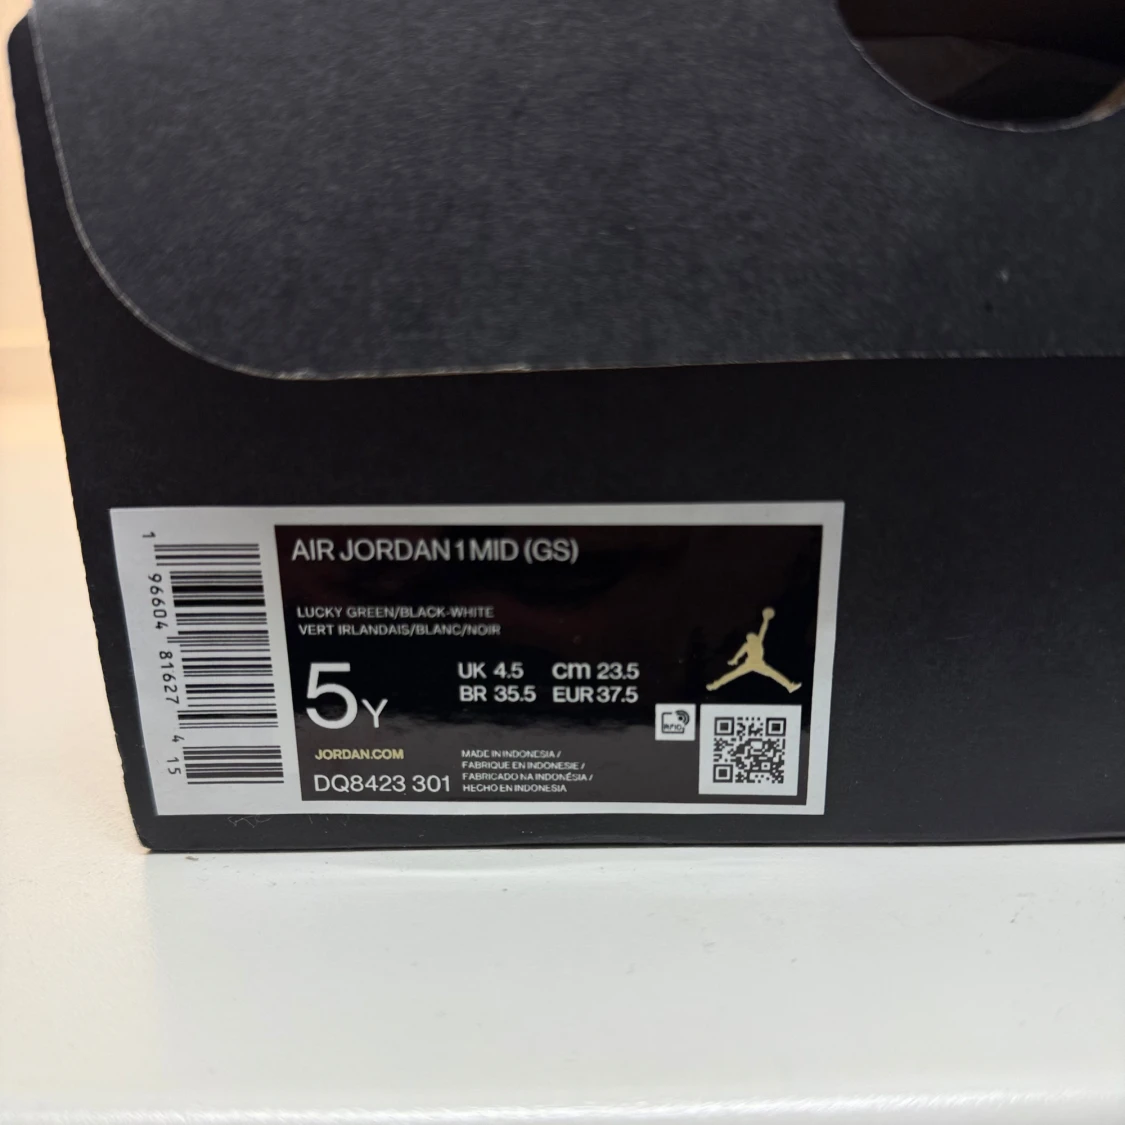 AIR JORDAN 1 MID (GS)
LUCKY GREEN/BLACK-WHITE
VERT IRLANDAIS/BLANC/NOIR
5Y
UK 4.5 cm 23.5
BR 35.5 EUR 37.5
JORDAN.COM
DQ8423 301
MADE IN INDONESIA /
FABRIQUE EN INDONESIE /
FABRICADO NA INDONÉSIA /
HECHO EN INDONESIA
1 96604 81627 4 15